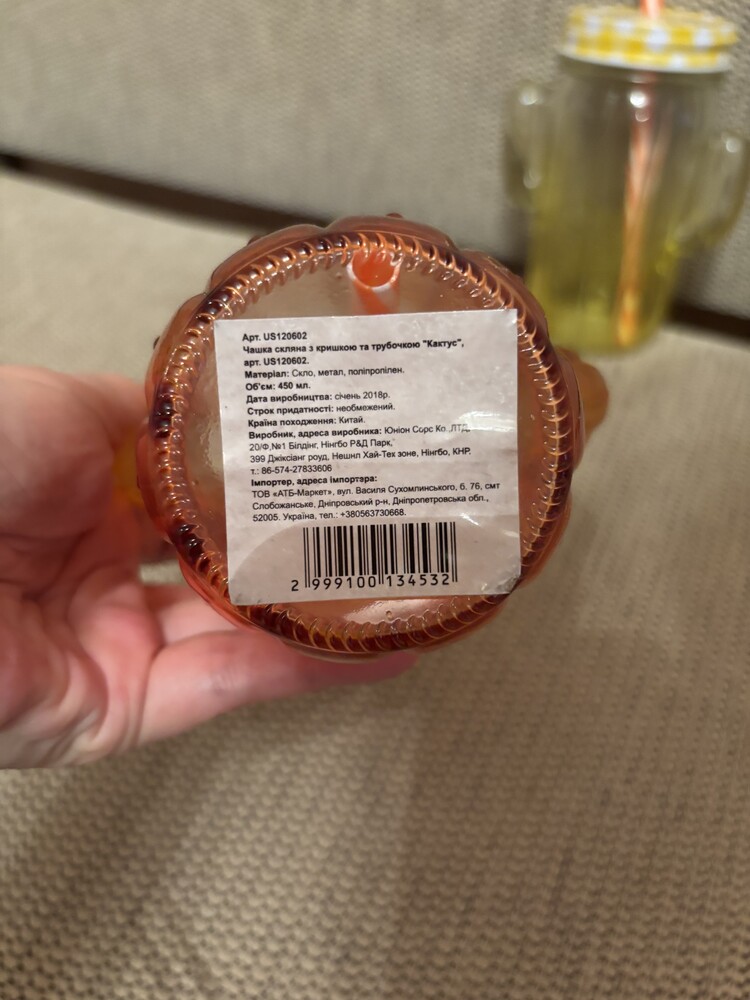 Арт. US120602
Чашка скляна з кришкою та трубочкою "Кактус",
арт. US120602.
Матеріал: Скло, метал, поліпропілен.
Об'єм: 450 мл.
Дата виробництва: січень 2018р.
Строк придатності: необмежений.
Країна походження: Китай.
Виробник, адреса виробника: Юніон Сорс Ко.,ЛТД,
20/Ф,№1 Білдінг, Нінгбо Р&Д Парк,
399 Джіксіанг роуд, Нешнл Хай-Тек зоне, Нінгбо, КНР.
т.: 86-574-27833606
Імпортер, адреса імпортара:
ТОВ «АТБ-Маркет», вул. Василя Сухомлинського, б. 76, смт
Слобожанське, Дніпровський р-н, Дніпропетровська обл.,
52005. Україна, тел.: +380563730668.
2 999100 134532